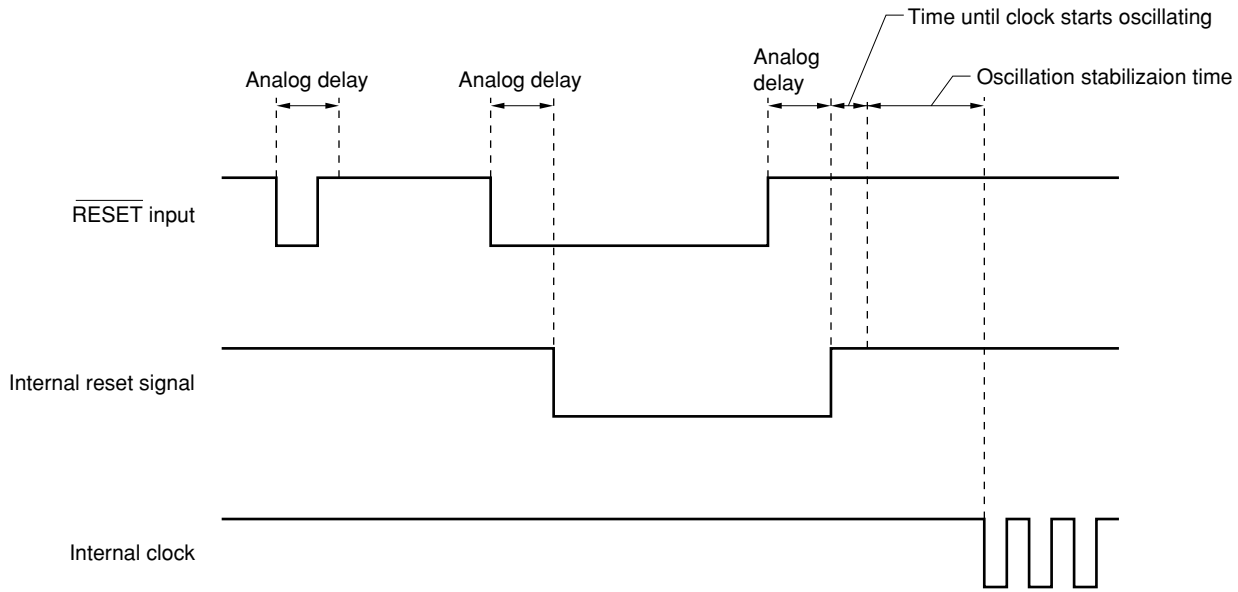 Time until clock starts oscillating
Analog delay
Analog delay
Analog
delay
Oscillation stabilizaion time
RESET input
Internal reset signal
Internal clock